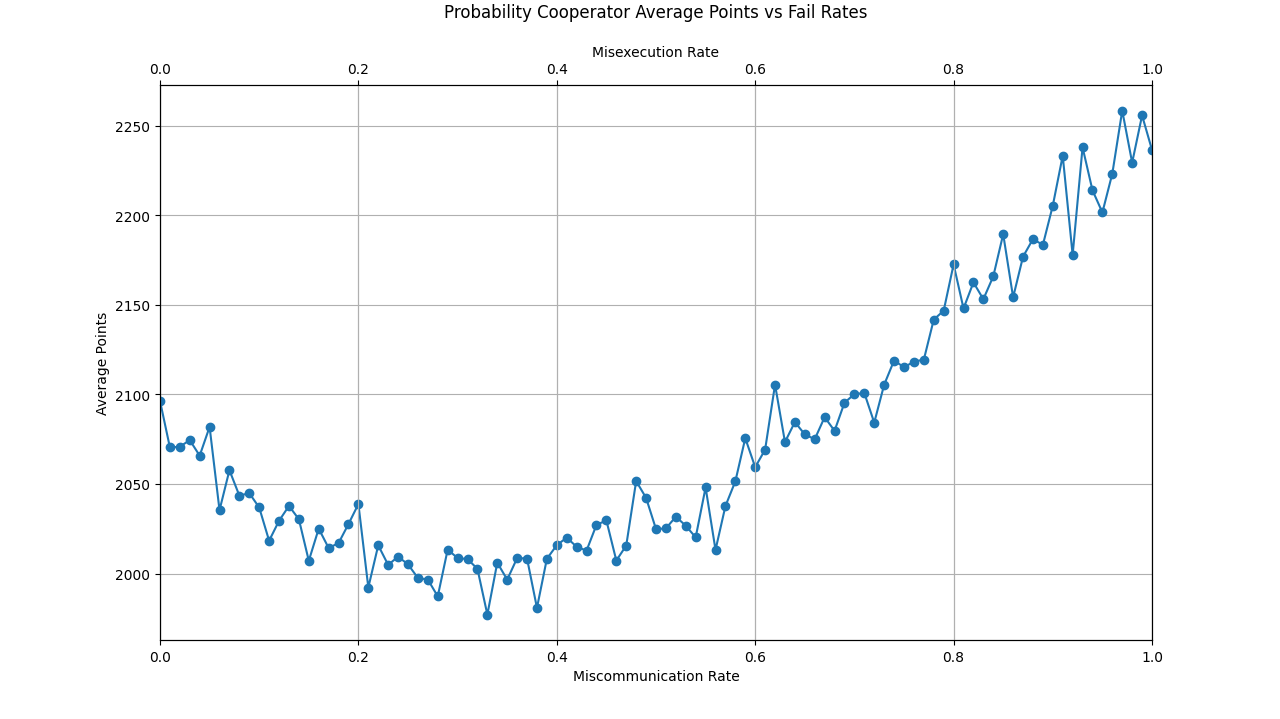 Probability Cooperator Average Points vs Fail Rates
Misexecution Rate
0.0 0.2 0.4 0.6 0.8 1.0
2250
2200
2150
2100
2050
2000
Average Points
0.0 0.2 0.4 0.6 0.8 1.0
Miscommunication Rate